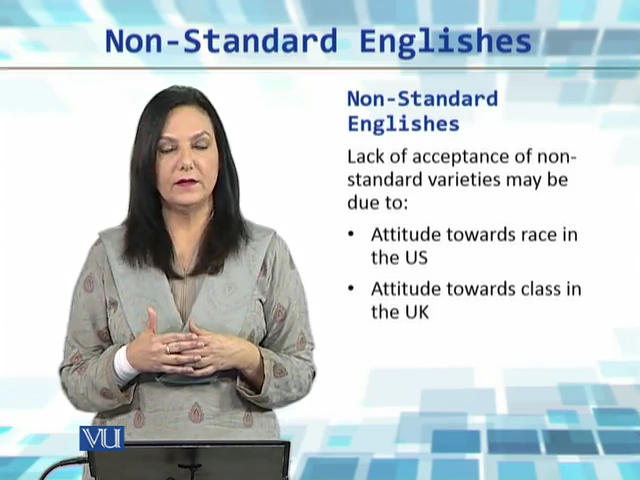 Non-Standard Englishes
Non-Standard
Englishes
Lack of acceptance of non-
standard varieties may be
due to:
• Attitude towards race in
the US
• Attitude towards class in
the UK
VU